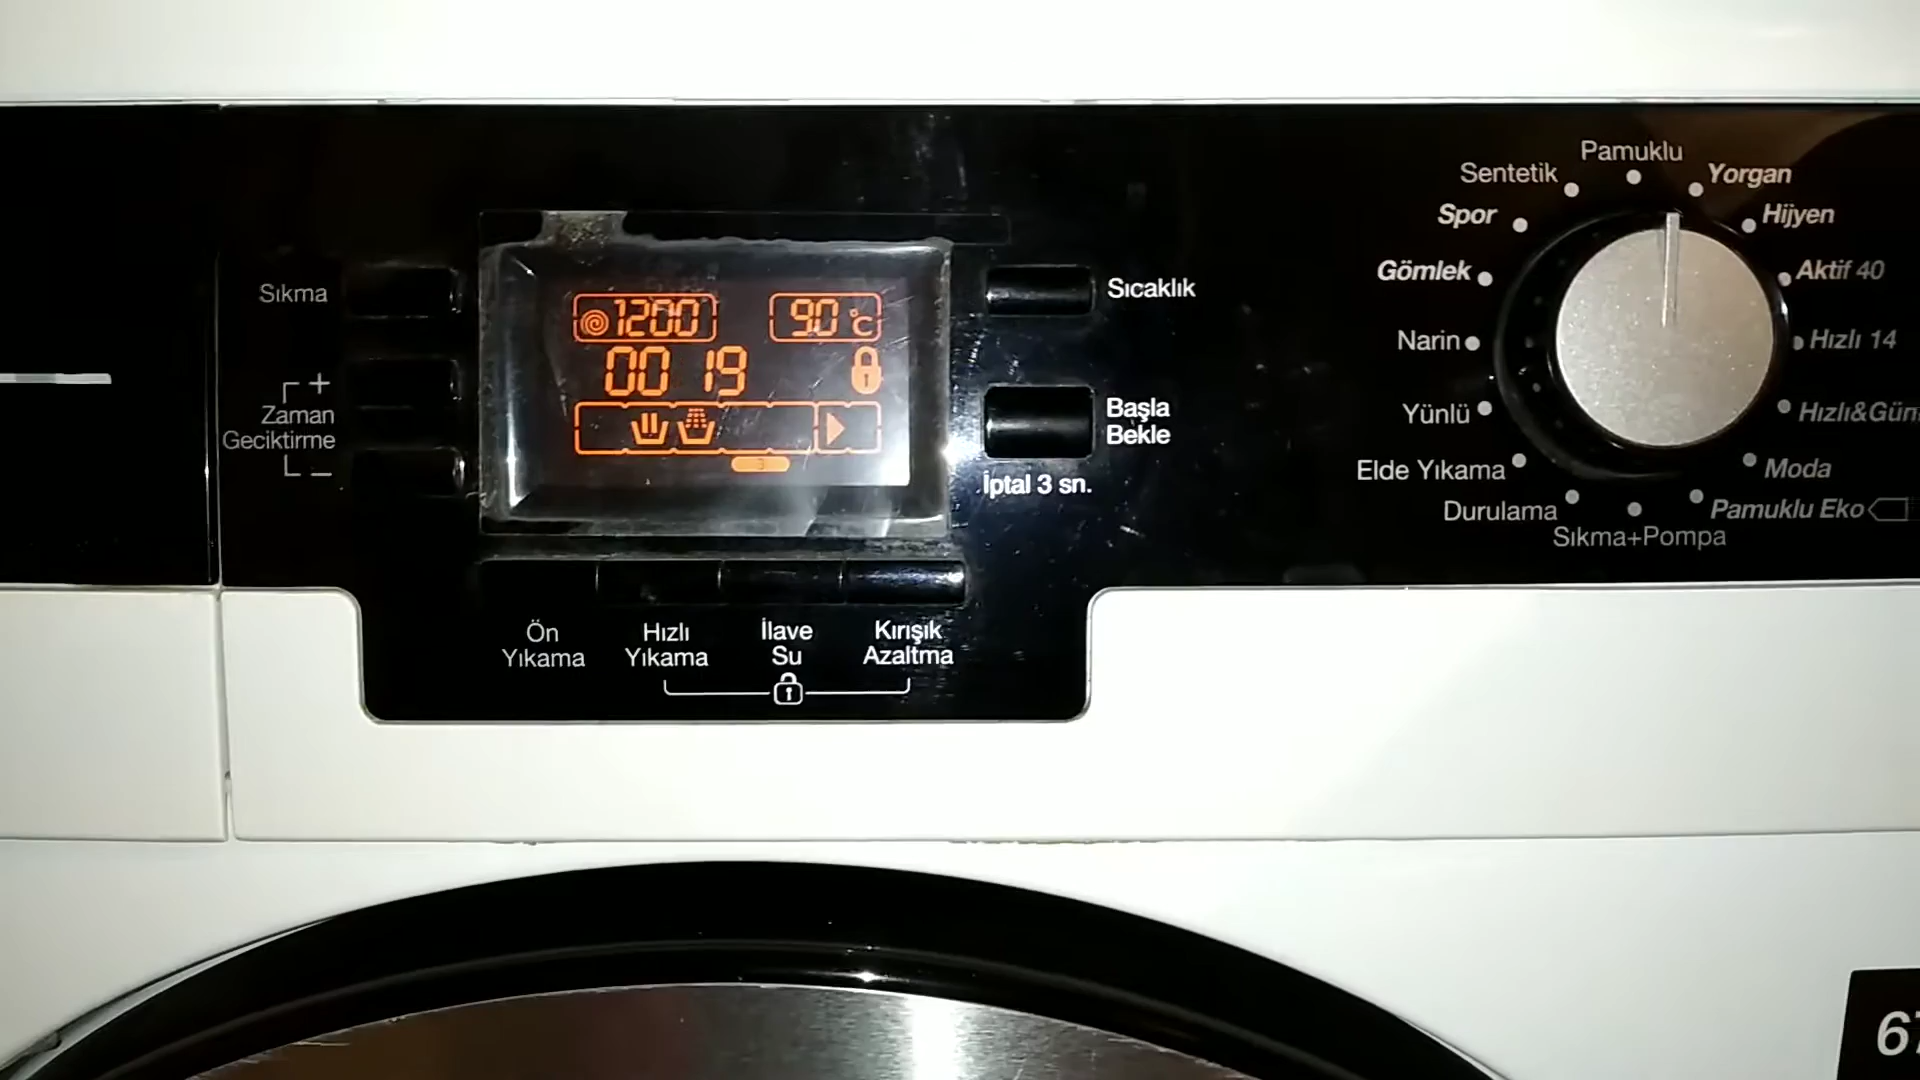 Sıkma
+
Zaman
Geciktirme
–
1200
90 °C
00 19
3
Sıcaklık
Başla
Bekle
İptal 3 sn.
Ön
Yıkama
Hızlı
Yıkama
İlave
Su
Kırışık
Azaltma
Pamuklu
Sentetik
Yorgan
Spor
Hijyen
Gömlek
Aktif 40
Narin
Hızlı 14
Yünlü
Elde Yıkama
Moda
Durulama
Pamuklu Eko
Sıkma+Pompa